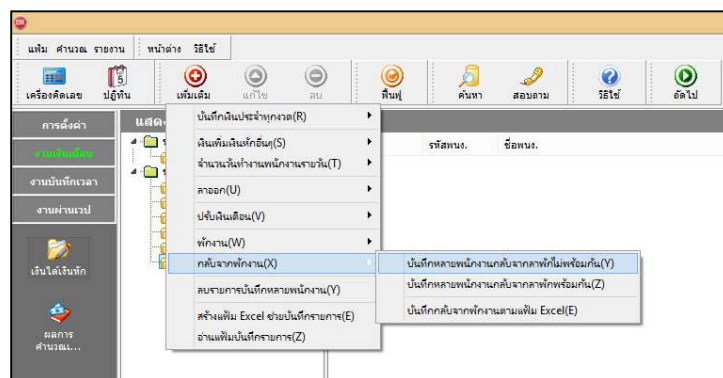 แฟ้ม คำนวณ รายงาน หน้าต่าง วิธีใช้
เครื่องคิดเลข ปฏิทิน เพิ่มเติม แก้ไข ลบ ฟื้นฟู ค้นหา สอบถาม วิธีใช้ ถัดไป
การตั้งค่า
งานเงินเดือน
งานบันทึกเวลา
งานผ่านเวป
เงินได้เงินหัก
ผลการ
คำนวณ...
รหัสพนง. ชื่อพนง.
บันทึกเงินประจำทุกงวด(R)
เงินเพิ่มเงินหักอื่นๆ(S)
จำนวนวันทำงานพนักงานรายวัน(T)
ลาออก(U)
ปรับเงินเดือน(V)
พักงาน(W)
กลับจากพักงาน(X)
ลบรายการบันทึกหลายพนักงาน(Y)
สร้างแฟ้ม Excel ช่วยบันทึกรายการ(E)
อ่านแฟ้มบันทึกรายการ(Z)
บันทึกหลายพนักงานกลับจากลาพักไม่พร้อมกัน(Y)
บันทึกหลายพนักงานกลับจากลาพักพร้อมกัน(Z)
บันทึกกลับจากพักงานตามแฟ้ม Excel(E)